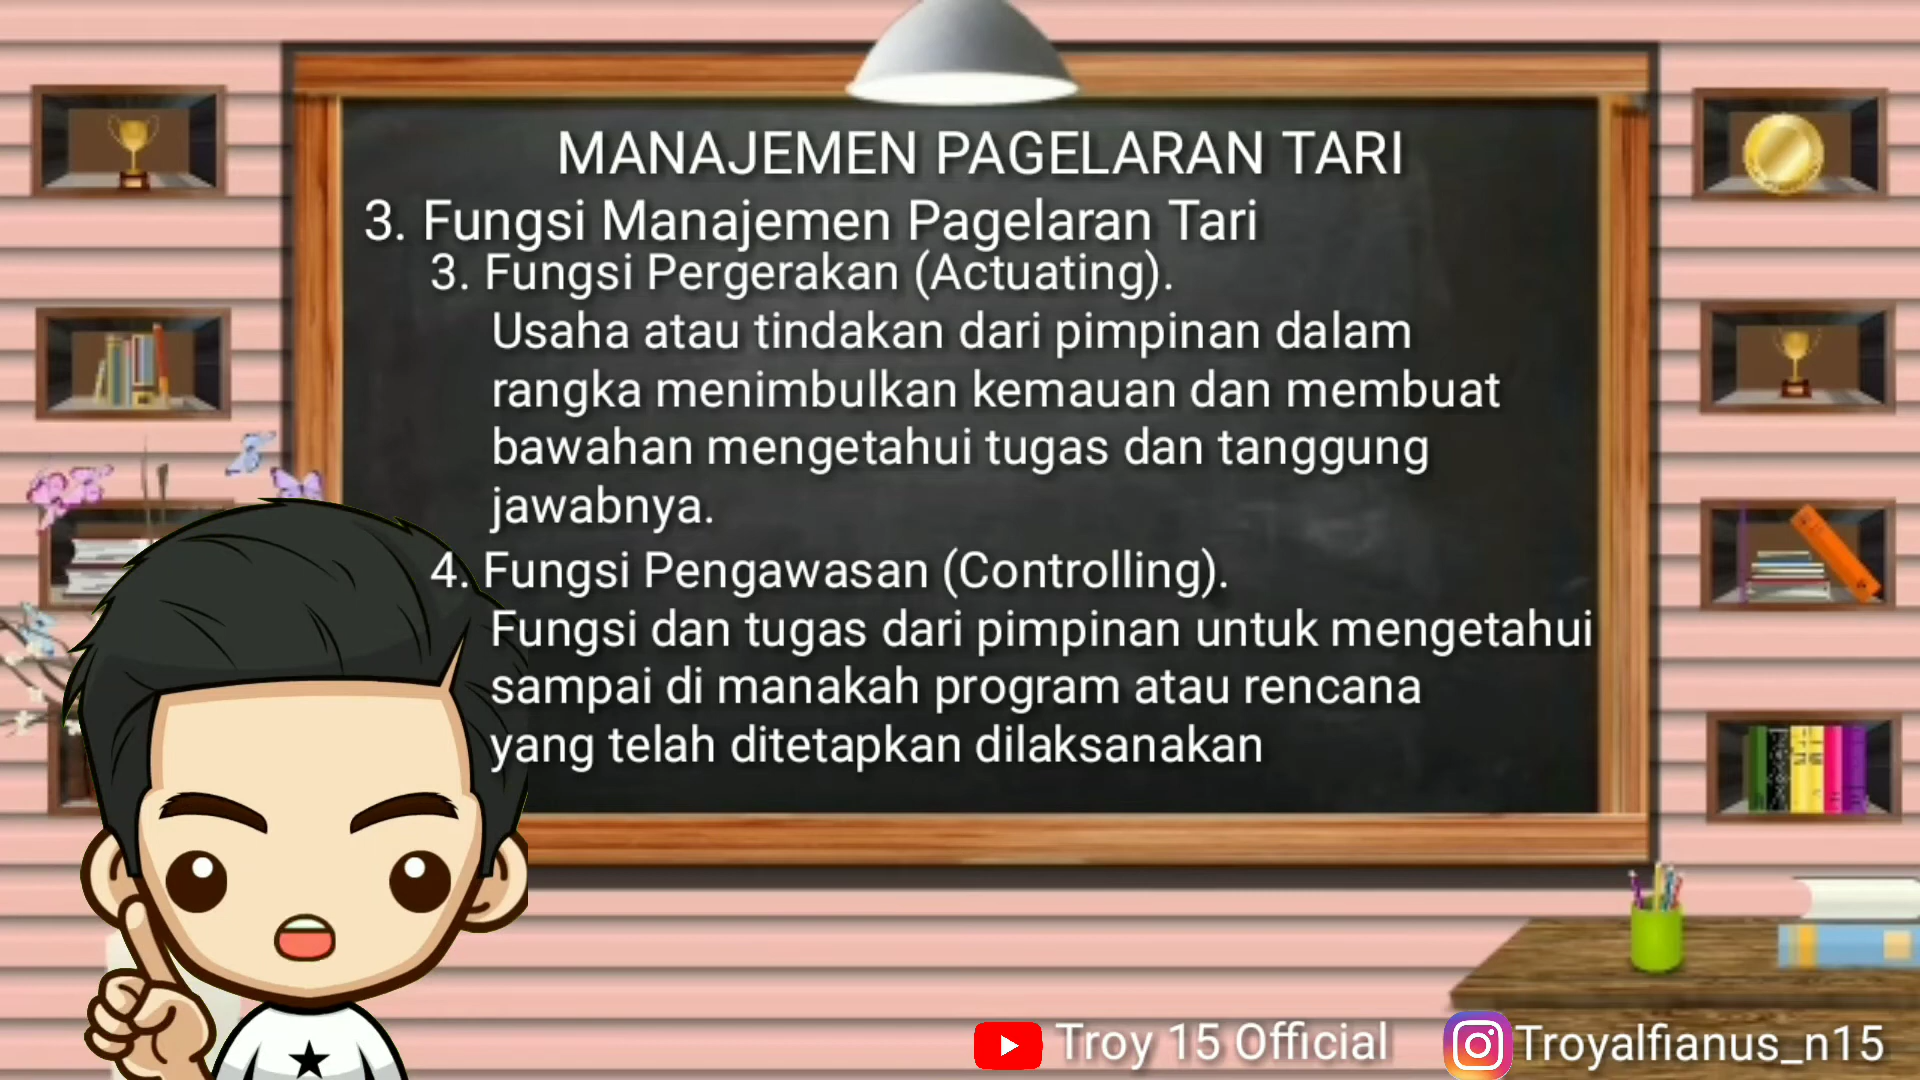 MANAJEMEN PAGELARAN TARI
3. Fungsi Manajemen Pagelaran Tari
3. Fungsi Pergerakan (Actuating).
Usaha atau tindakan dari pimpinan dalam
rangka menimbulkan kemauan dan membuat
bawahan mengetahui tugas dan tanggung
jawabnya.
4. Fungsi Pengawasan (Controlling).
Fungsi dan tugas dari pimpinan untuk mengetahui
sampai di manakah program atau rencana
yang telah ditetapkan dilaksanakan
Troy 15 Official
Troyalfianus_n15